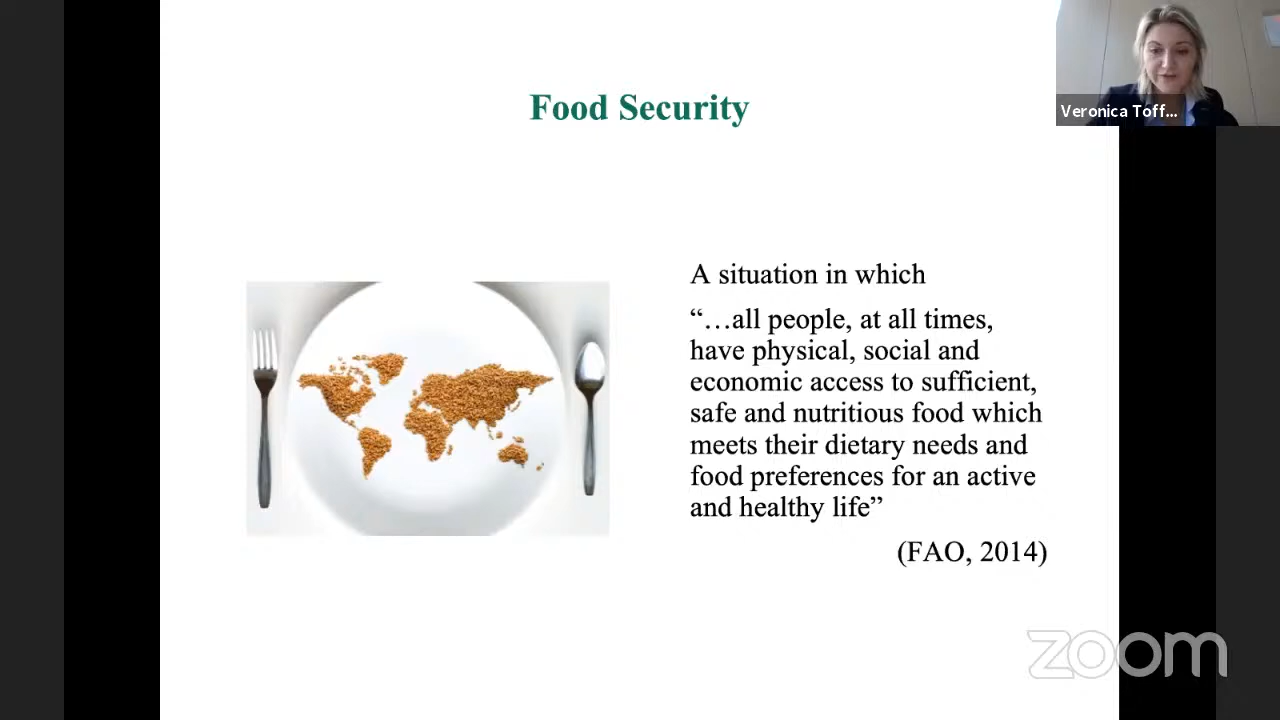 Food Security
Veronica Toff...
A situation in which
“…all people, at all times,
have physical, social and
economic access to sufficient,
safe and nutritious food which
meets their dietary needs and
food preferences for an active
and healthy life”
(FAO, 2014)
zoom